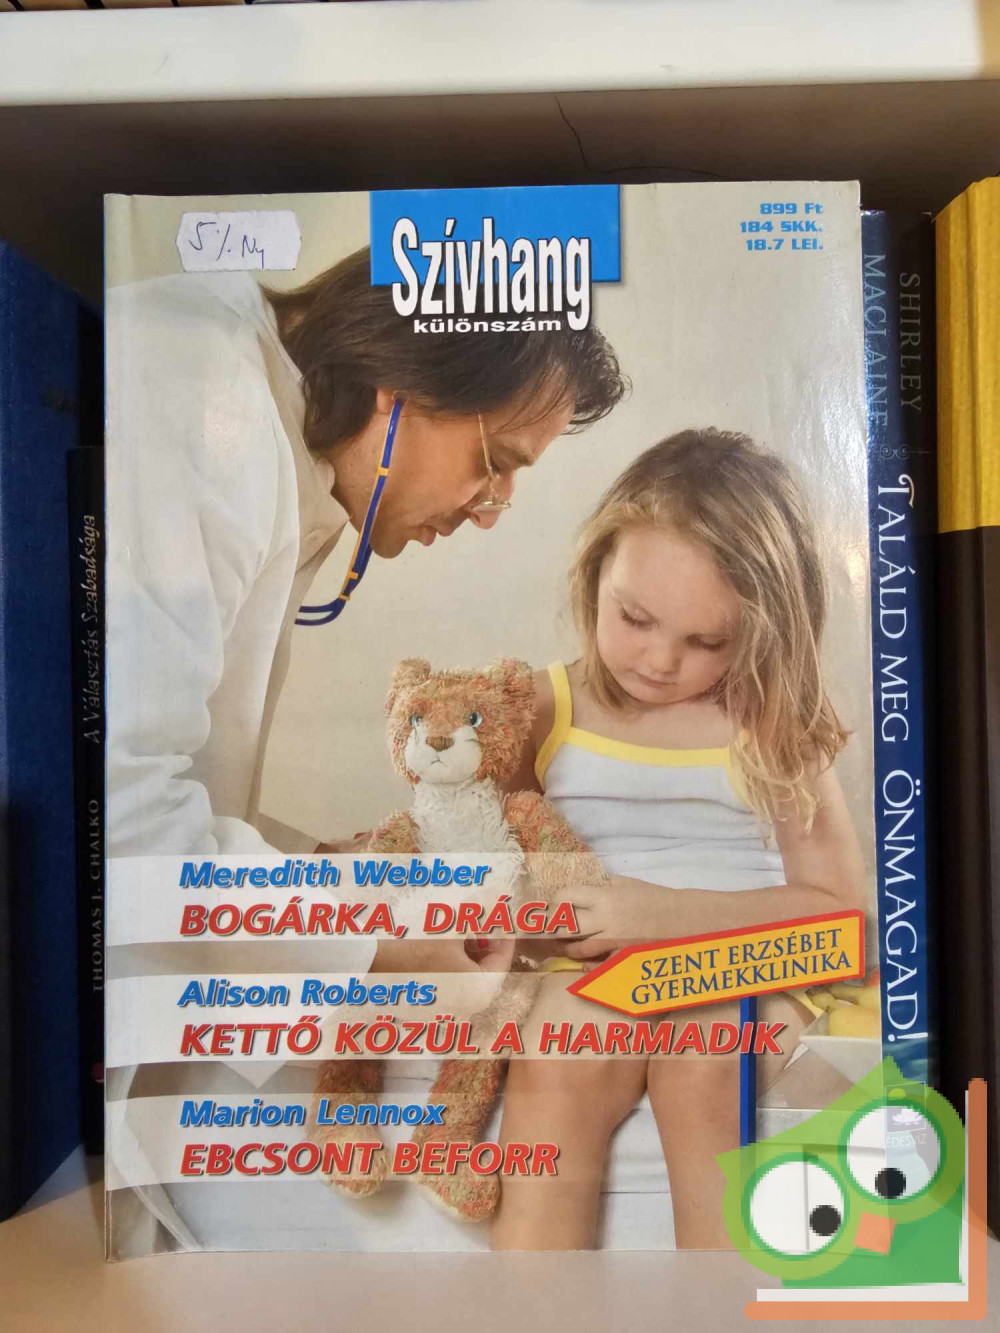 5% Ny
Szívhang
különszám
899 Ft
184 SKK.
18.7 LEI.
Meredith Webber
BOGÁRKA, DRÁGA
SZENT ERZSÉBET
GYERMEKKLINIKA
Alison Roberts
KETTŐ KÖZÜL A HARMADIK
Marion Lennox
EBCSONT BEFORR
THOMAS J. CHALKO
A Választás Szabadsága
SHIRLEY
MACLAINE
TALÁLD MEG ÖNMAGAD!
ÉDESVÍZ